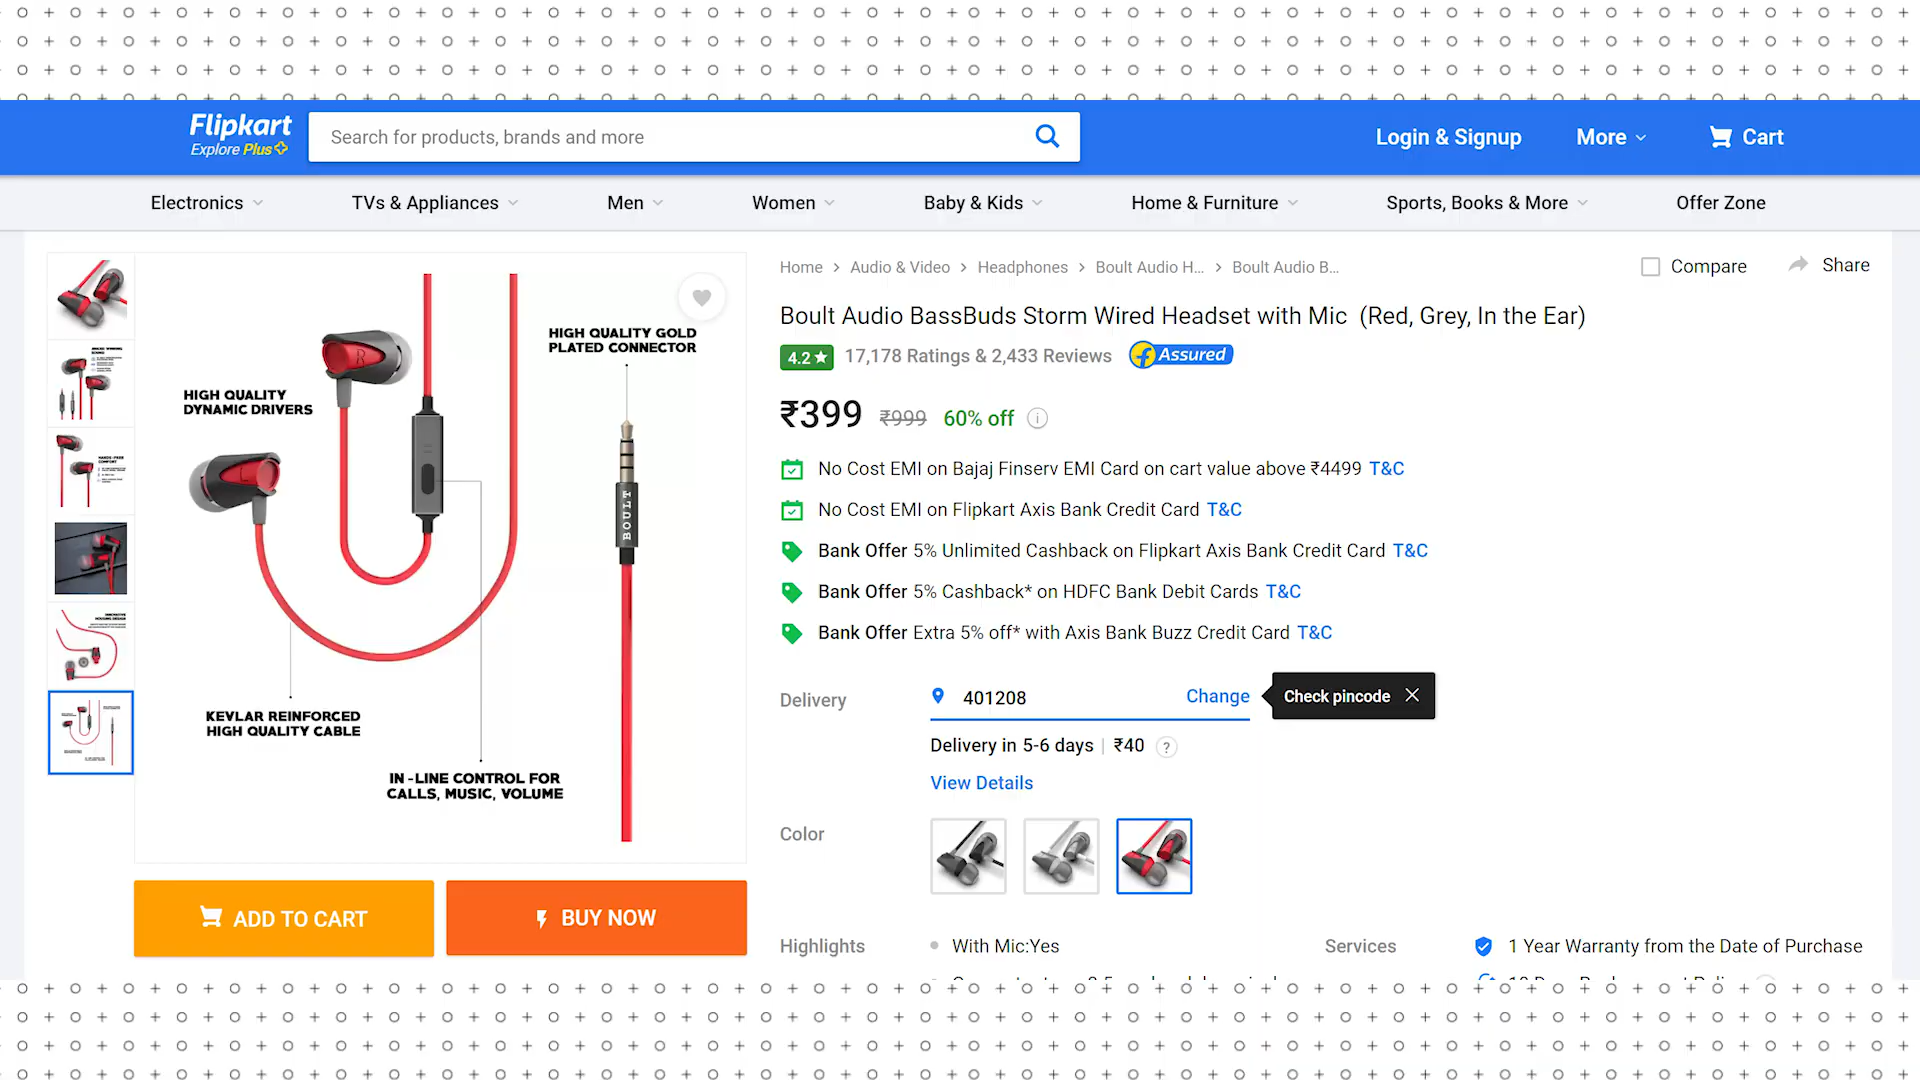 Flipkart
Explore Plus
Search for products, brands and more
Login & Signup
More
Cart
Electronics
TVs & Appliances
Men
Women
Baby & Kids
Home & Furniture
Sports, Books & More
Offer Zone
Home
Audio & Video
Headphones
Boult Audio H...
Boult Audio B...
Compare
Share
HIGH QUALITY GOLD
PLATED CONNECTOR
HIGH QUALITY
DYNAMIC DRIVERS
R
BOULT
KEVLAR REINFORCED
HIGH QUALITY CABLE
IN-LINE CONTROL FOR
CALLS, MUSIC, VOLUME
ADD TO CART
BUY NOW
Boult Audio BassBuds Storm Wired Headset with Mic (Red, Grey, In the Ear)
4.2★
17,178 Ratings & 2,433 Reviews
Assured
₹399 ₹999 60% off
No Cost EMI on Bajaj Finserv EMI Card on cart value above ₹4499 T&C
No Cost EMI on Flipkart Axis Bank Credit Card T&C
Bank Offer 5% Unlimited Cashback on Flipkart Axis Bank Credit Card T&C
Bank Offer 5% Cashback* on HDFC Bank Debit Cards T&C
Bank Offer Extra 5% off* with Axis Bank Buzz Credit Card T&C
Delivery
401208
Change
Check pincode
Delivery in 5-6 days | ₹40 ?
View Details
Color
Highlights
With Mic:Yes
Services
1 Year Warranty from the Date of Purchase